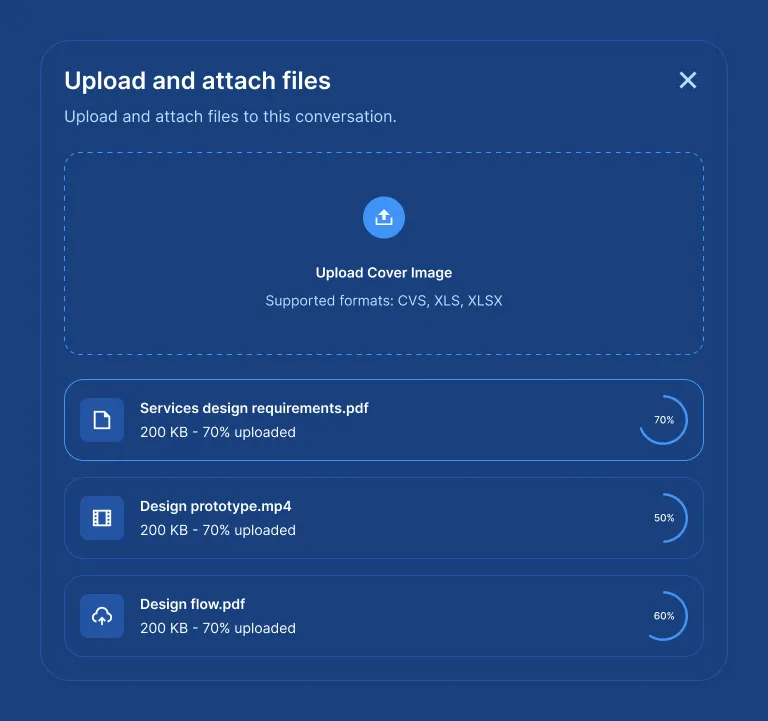 Upload and attach files
Upload and attach files to this conversation.
Upload Cover Image
Supported formats: CVS, XLS, XLSX
Services design requirements.pdf
200 KB - 70% uploaded
70%
Design prototype.mp4
200 KB - 70% uploaded
50%
Design flow.pdf
200 KB - 70% uploaded
60%